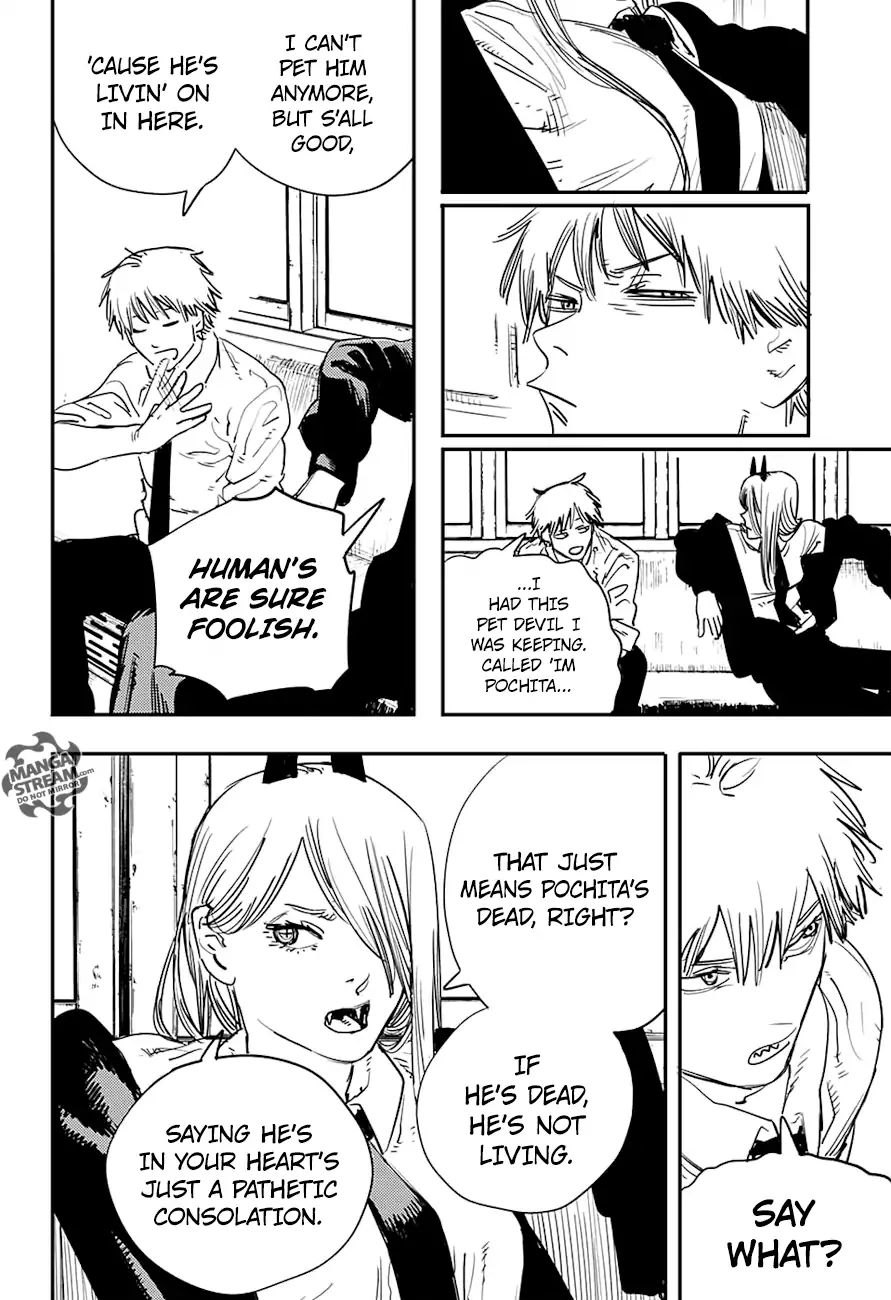 ...I
HAD THIS
PET DEVIL I
WAS KEEPING.
CALLED 'IM
POCHITA...
I CAN'T
PET HIM
ANYMORE,
BUT S'ALL
GOOD,
'CAUSE HE'S
LIVIN' ON
IN HERE.
HUMAN'S
ARE SURE
FOOLISH.
SAY
WHAT?
THAT JUST
MEANS POCHITA'S
DEAD, RIGHT?
IF
HE'S DEAD,
HE'S NOT
LIVING.
SAYING HE'S
IN YOUR HEART'S
JUST A PATHETIC
CONSOLATION.
MANGA
STREAM.com
DO NOT MIRROR